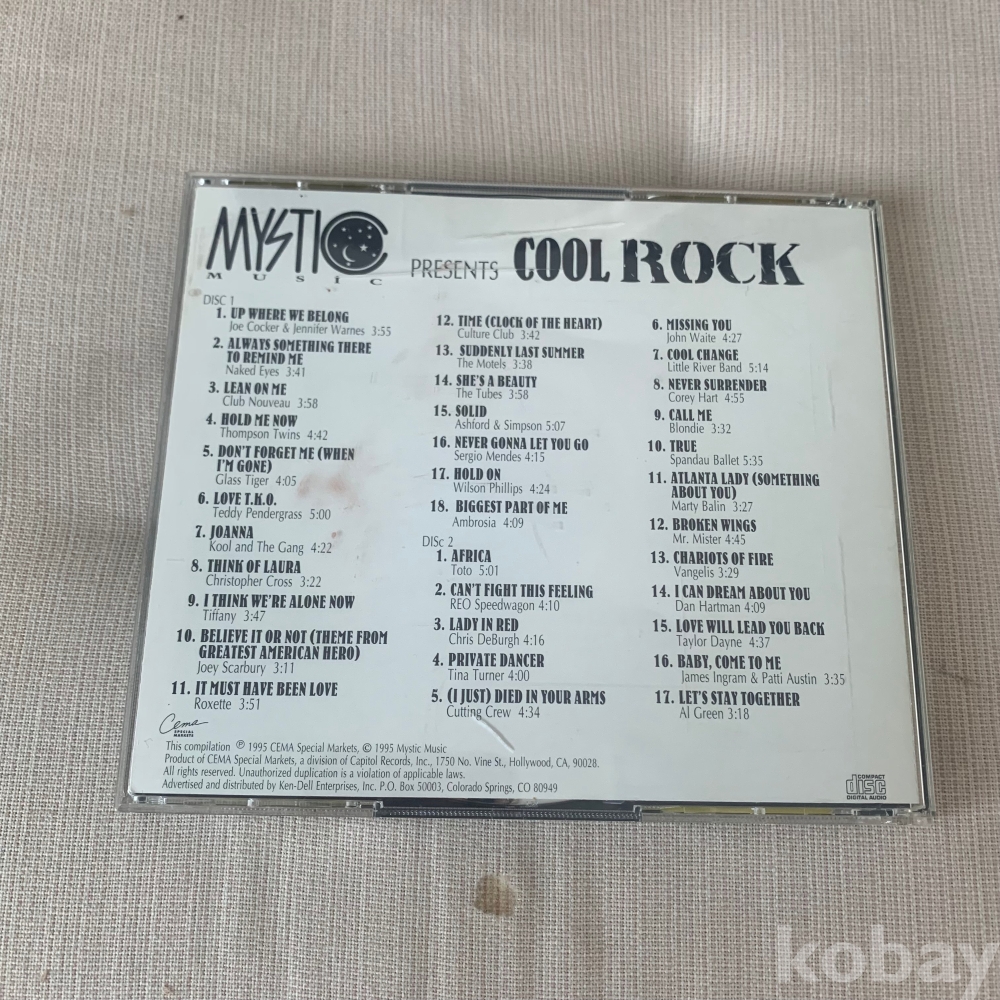 MYSTIC
MUSIC
PRESENTS COOL ROCK
DISC 1
1. UP WHERE WE BELONG
Joe Cocker & Jennifer Warnes 3:55
2. ALWAYS SOMETHING THERE
TO REMIND ME
Naked Eyes 3:41
3. LEAN ON ME
Club Nouveau 3:58
4. HOLD ME NOW
Thompson Twins 4:42
5. DON'T FORGET ME (WHEN
I'M GONE)
Glass Tiger 4:05
6. LOVE T.K.O.
Teddy Pendergrass 5:00
7. JOANNA
Kool and The Gang 4:22
8. THINK OF LAURA
Christopher Cross 3:22
9. I THINK WE'RE ALONE NOW
Tiffany 3:47
10. BELIEVE IT OR NOT (THEME FROM
GREATEST AMERICAN HERO)
Joey Scarbury 3:11
11. IT MUST HAVE BEEN LOVE
Roxette 3:51
12. TIME (CLOCK OF THE HEART)
Culture Club 3:42
13. SUDDENLY LAST SUMMER
The Motels 3:38
14. SHE'S A BEAUTY
The Tubes 3:58
15. SOLID
Ashford & Simpson 5:07
16. NEVER GONNA LET YOU GO
Sergio Mendes 4:15
17. HOLD ON
Wilson Phillips 4:24
18. BIGGEST PART OF ME
Ambrosia 4:09
DISc 2
1. AFRICA
Toto 5:01
2. CAN'T FIGHT THIS FEELING
REO Speedwagon 4:10
3. LADY IN RED
Chris DeBurgh 4:16
4. PRIVATE DANCER
Tina Turner 4:00
5. (I JUST) DIED IN YOUR ARMS
Cutting Crew 4:34
6. MISSING YOU
John Waite 4:27
7. COOL CHANGE
Little River Band 5:14
8. NEVER SURRENDER
Corey Hart 4:55
9. CALL ME
Blondie 3:32
10. TRUE
Spandau Ballet 5:35
11. ATLANTA LADY (SOMETHING
ABOUT YOU)
Marty Balin 3:27
12. BROKEN WINGS
Mr. Mister 4:45
13. CHARIOTS OF FIRE
Vangelis 3:29
14. I CAN DREAM ABOUT YOU
Dan Hartman 4:09
15. LOVE WILL LEAD YOU BACK
Taylor Dayne 4:37
16. BABY, COME TO ME
James Ingram & Patti Austin 3:35
17. LET'S STAY TOGETHER
Al Green 3:18
Cema
SPECIAL
MARKETS
This compilation ℗ 1995 CEMA Special Markets, © 1995 Mystic Music
Product of CEMA Special Markets, a division of Capitol Records, Inc., 1750 No. Vine St., Hollywood, CA, 90028.
All rights reserved. Unauthorized duplication is a violation of applicable laws.
Advertised and distributed by Ken-Dell Enterprises, Inc. P.O. Box 50003, Colorado Springs, CO 80949
COMPACT
disc
DIGITAL AUDIO
kobay